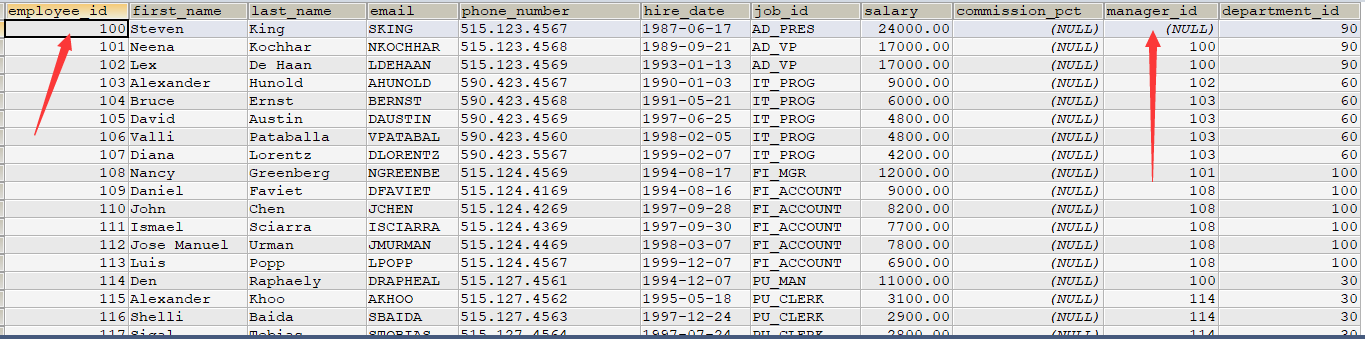 employee_id first_name last_name email phone_number hire_date job_id salary commission_pct manager_id department_id
100 Steven King SKING 515.123.4567 1987-06-17 AD_PRES 24000.00 (NULL) (NULL) 90
101 Neena Kochhar NKOCHHAR 515.123.4568 1989-09-21 AD_VP 17000.00 (NULL) 100 90
102 Lex De Haan LDEHAAN 515.123.4569 1993-01-13 AD_VP 17000.00 (NULL) 100 90
103 Alexander Hunold AHUNOLD 590.423.4567 1990-01-03 IT_PROG 9000.00 (NULL) 102 60
104 Bruce Ernst BERNST 590.423.4568 1991-05-21 IT_PROG 6000.00 (NULL) 103 60
105 David Austin DAUSTIN 590.423.4569 1997-06-25 IT_PROG 4800.00 (NULL) 103 60
106 Valli Pataballa VPATABAL 590.423.4560 1998-02-05 IT_PROG 4800.00 (NULL) 103 60
107 Diana Lorentz DLORENTZ 590.423.5567 1999-02-07 IT_PROG 4200.00 (NULL) 103 60
108 Nancy Greenberg NGREENBE 515.124.4569 1994-08-17 FI_MGR 12000.00 (NULL) 101 100
109 Daniel Faviet DFAVIET 515.124.4169 1994-08-16 FI_ACCOUNT 9000.00 (NULL) 108 100
110 John Chen JCHEN 515.124.4269 1997-09-28 FI_ACCOUNT 8200.00 (NULL) 108 100
111 Ismael Sciarra ISCIARRA 515.124.4369 1997-09-30 FI_ACCOUNT 7700.00 (NULL) 108 100
112 Jose Manuel Urman JMURMAN 515.124.4469 1998-03-07 FI_ACCOUNT 7800.00 (NULL) 108 100
113 Luis Popp LPOPP 515.124.4567 1999-12-07 FI_ACCOUNT 6900.00 (NULL) 108 100
114 Den Raphaely DRAPHEAL 515.127.4561 1994-12-07 PU_MAN 11000.00 (NULL) 100 30
115 Alexander Khoo AKHOO 515.127.4562 1995-05-18 PU_CLERK 3100.00 (NULL) 114 30
116 Shelli Baida SBAIDA 515.127.4563 1997-12-24 PU_CLERK 2900.00 (NULL) 114 30
117 Sigal Tobias STOBIAS 515.127.4564 1997-07-24 PU_CLERK 2800.00 (NULL) 114 30